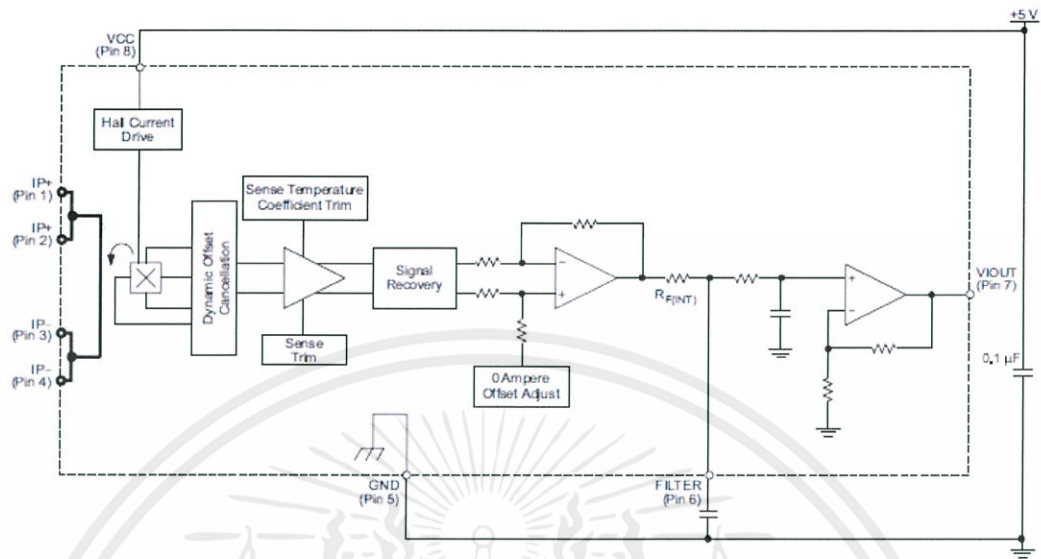 +5 V
VCC
(Pin 8)
Hall Current
Drive
IP+
(Pin 1)
IP+
(Pin 2)
IP−
(Pin 3)
IP−
(Pin 4)
Dynamic Offset
Cancellation
Sense Temperature
Coefficient Trim
Sense
Trim
Signal
Recovery
0 Ampere
Offset Adjust
−
+
RF(INT)
+
−
VIOUT
(Pin 7)
0.1 µF
GND
(Pin 5)
FILTER
(Pin 6)